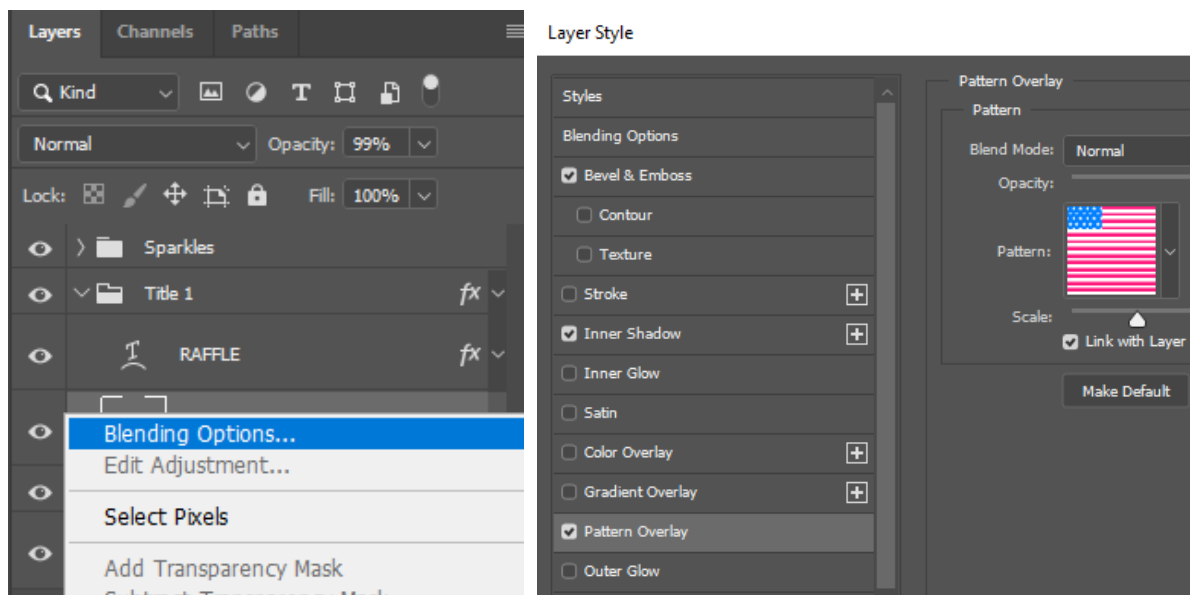 Layers Channels Paths
Kind
Normal Opacity: 99%
Lock: Fill: 100%
Sparkles
Title 1 fx
RAFFLE fx
Blending Options...
Edit Adjustment...
Select Pixels
Add Transparency Mask
Layer Style
Styles
Blending Options
Bevel & Emboss
Contour
Texture
Stroke
Inner Shadow
Inner Glow
Satin
Color Overlay
Gradient Overlay
Pattern Overlay
Outer Glow
Pattern Overlay
Pattern
Blend Mode: Normal
Opacity:
Pattern:
Scale:
Link with Layer
Make Default